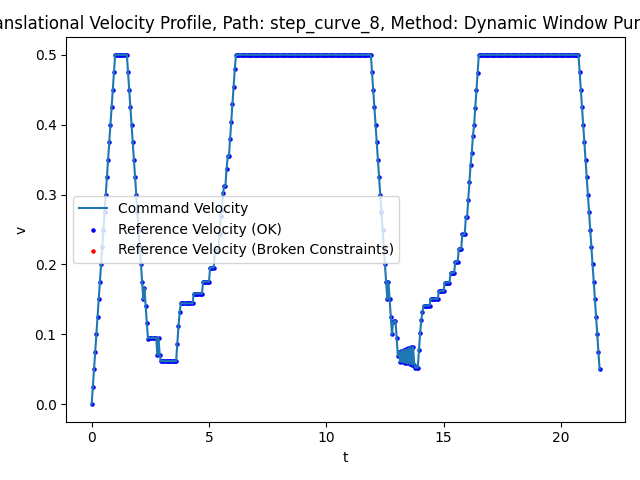 Translational Velocity Profile, Path: step_curve_8, Method: Dynamic Window Pur
v
0.5
0.4
0.3
0.2
0.1
0.0
Command Velocity
Reference Velocity (OK)
Reference Velocity (Broken Constraints)
0
5
10
15
20
t